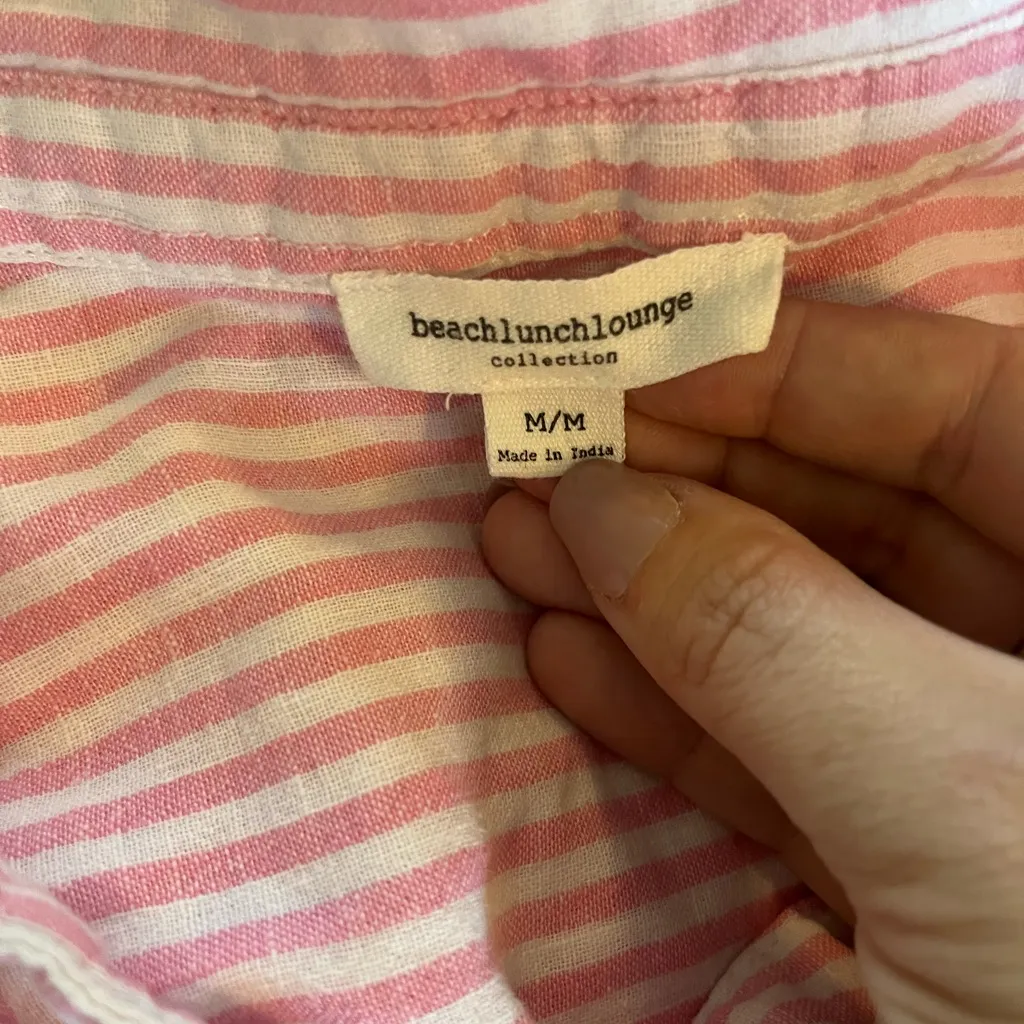 beachlunchlounge
collection
M/M
Made in India